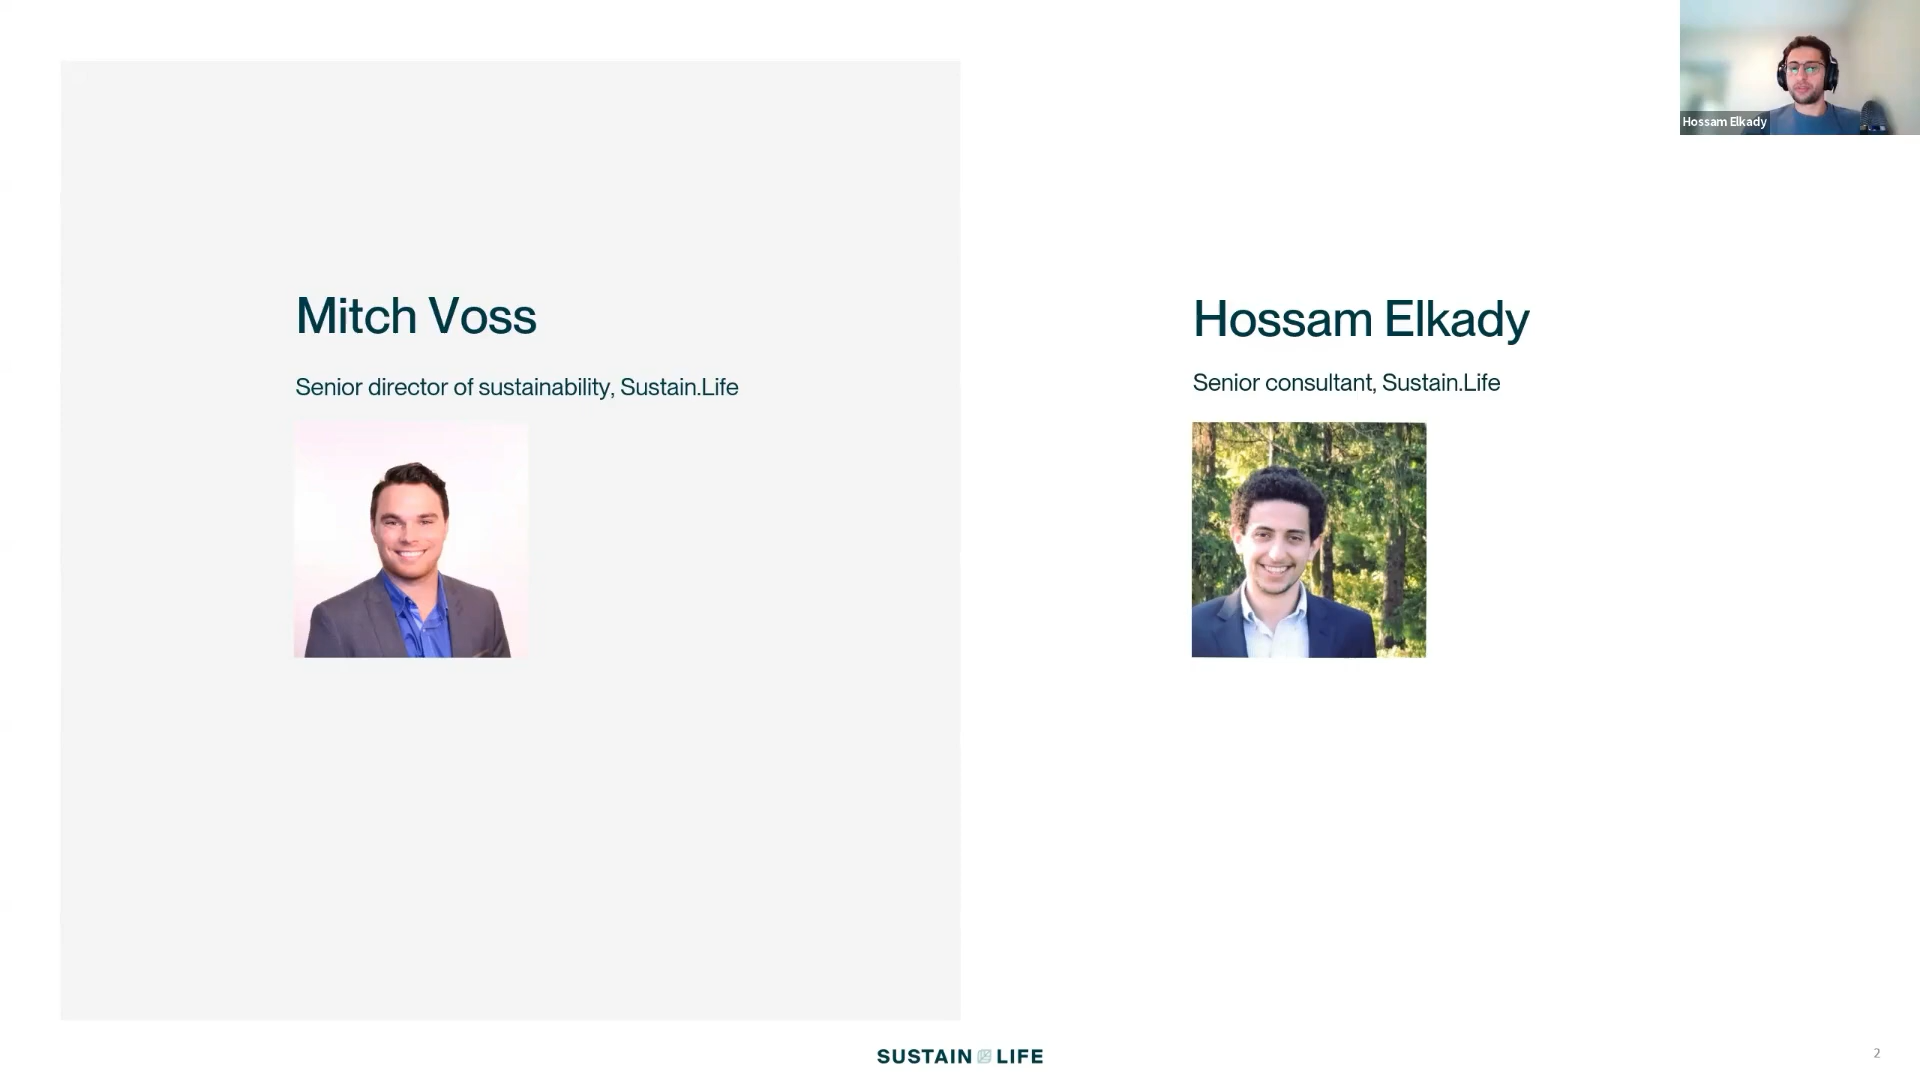 Mitch Voss
Senior director of sustainability, Sustain.Life
Hossam Elkady
Senior consultant, Sustain.Life
Hossam Elkady
SUSTAIN LIFE
2